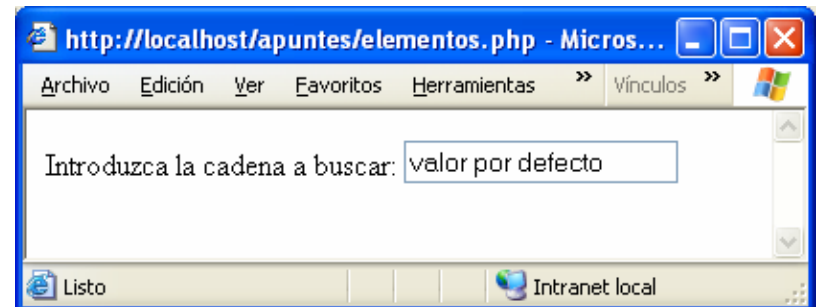 http://localhost/apuntes/elementos.php - Micros...
Archivo Edición Ver Favoritos Herramientas » Vínculos »
Introduzca la cadena a buscar: valor por defecto
Listo Intranet local